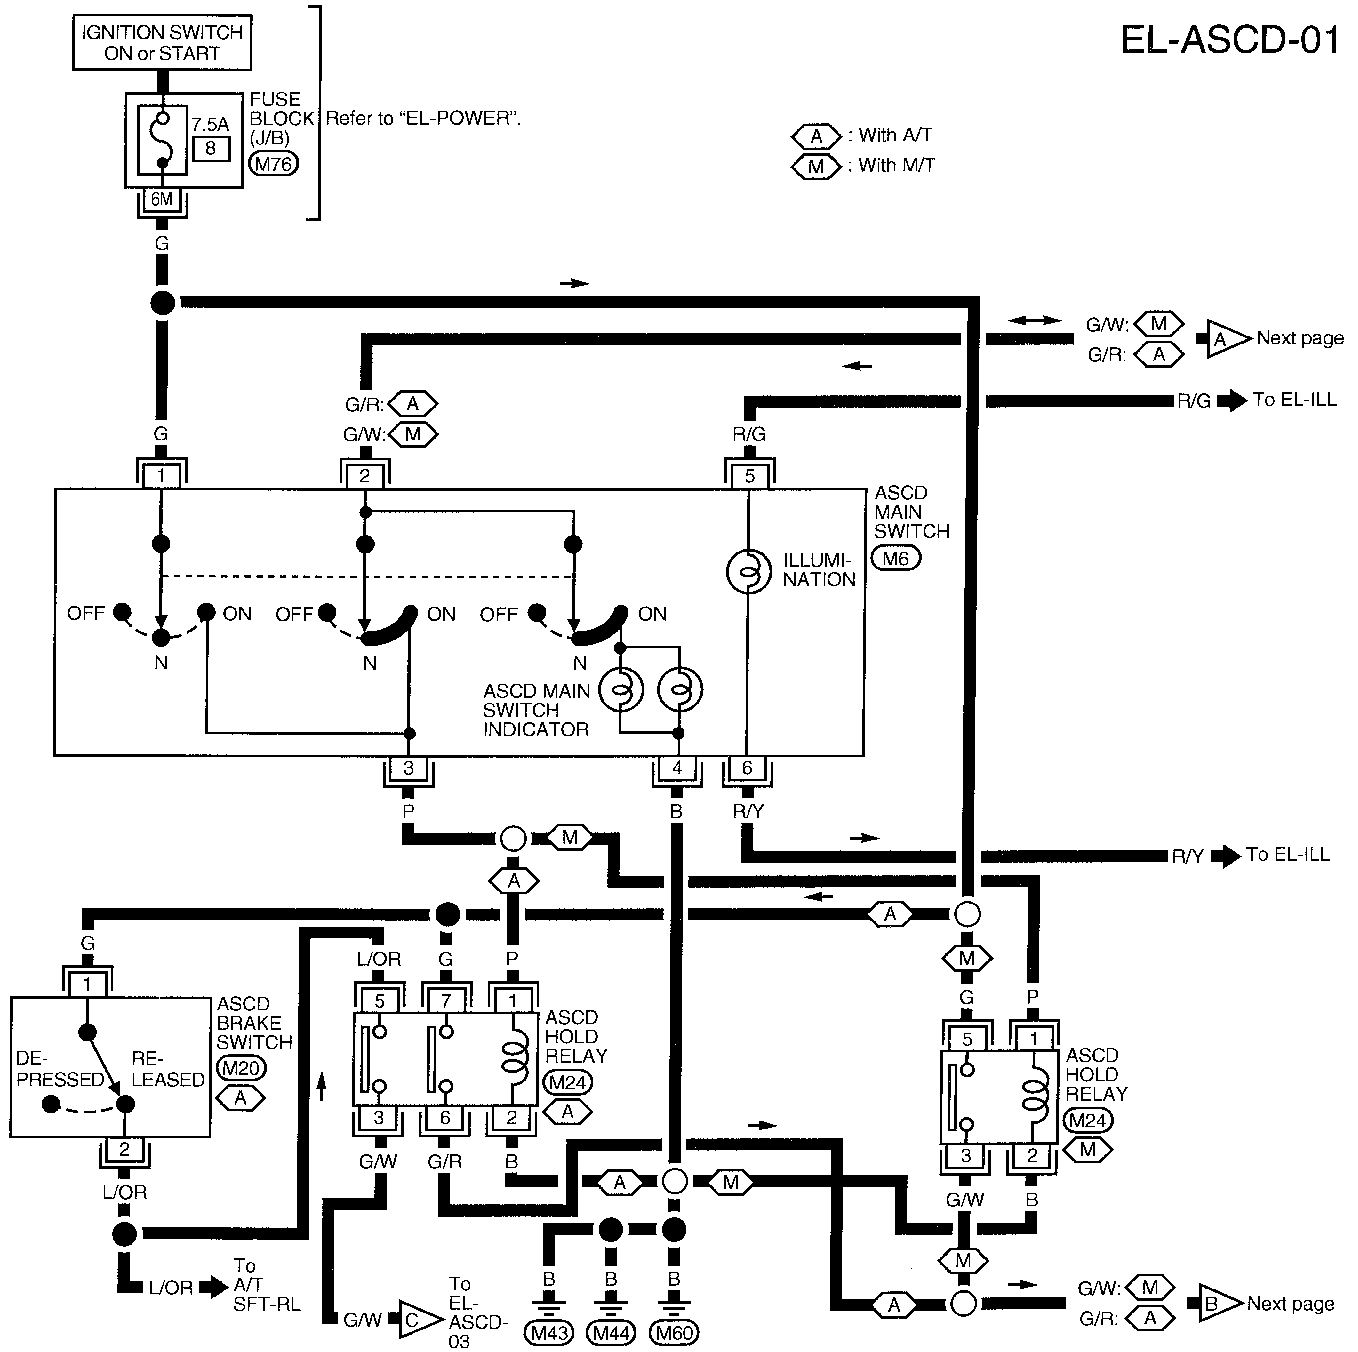 EL-ASCD-01
IGNITION SWITCH
ON or START
FUSE
BLOCK
(J/B)
M76
7.5A
8
Refer to "EL-POWER".
6M
G
A : With A/T
M : With M/T
G/W: M
G/R: A
A Next page
G/R: A
G/W: M
R/G To EL-ILL
G
R/G
1
2
5
ASCD
MAIN
SWITCH
M6
ILLUMI-
NATION
OFF
ON
N
OFF
ON
N
OFF
ON
N
ASCD MAIN
SWITCH
INDICATOR
3
4
6
P
B
R/Y
M
A
R/Y To EL-ILL
A
M
G
L/OR
G
P
G
P
1
5
7
1
5
1
ASCD
BRAKE
SWITCH
M20
A
DE-
PRESSED
RE-
LEASED
ASCD
HOLD
RELAY
M24
A
ASCD
HOLD
RELAY
M24
M
2
3
6
2
3
2
L/OR
G/W
G/R
B
A
M
G/W
B
M
L/OR
To
A/T
SFT-RL
G/W
C
To
EL-
ASCD-
03
B
B
B
M43
M44
M60
A
G/W: M
G/R: A
B Next page